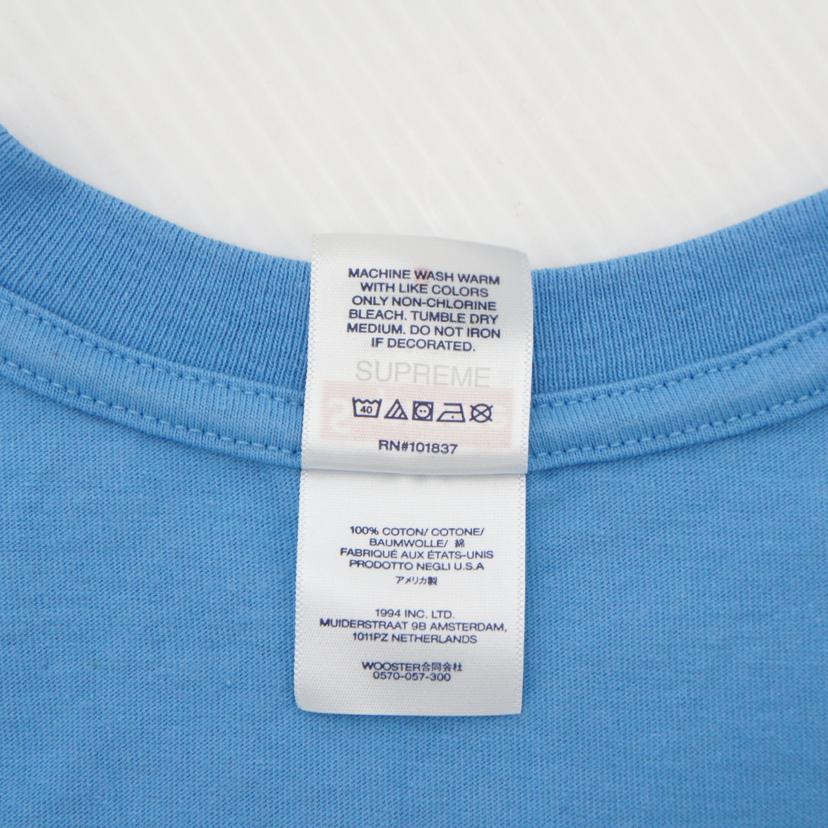 MACHINE WASH WARM
WITH LIKE COLORS
ONLY NON-CHLORINE
BLEACH. TUMBLE DRY
MEDIUM. DO NOT IRON
IF DECORATED.
SUPREME
40
RN#101837
100% COTON/ COTONE/
BAUMWOLLE/ 綿
FABRIQUÉ AUX ÉTATS-UNIS
PRODOTTO NEGLI U.S.A
アメリカ製
1994 INC. LTD.
MUIDERSTRAAT 9B AMSTERDAM,
1011PZ NETHERLANDS
WOOSTER合同会社
0570-057-300